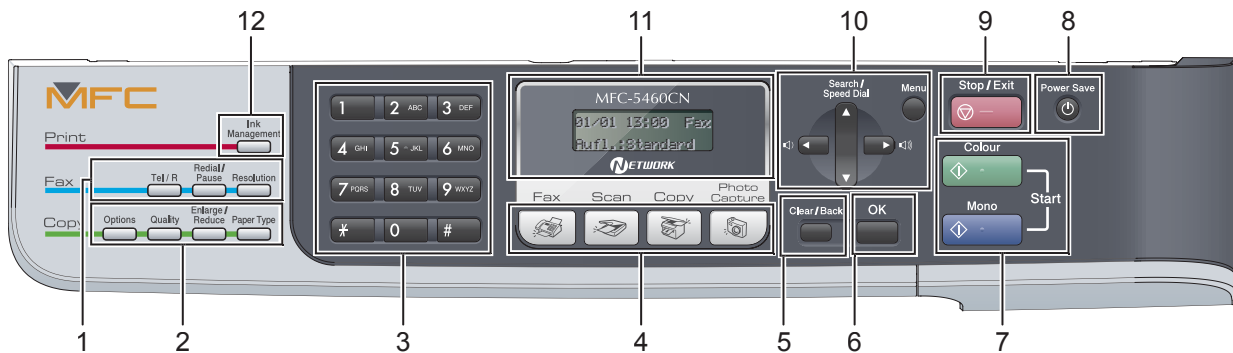 12
11
10
9
8
MFC
Print
Ink
Management
Fax
Tel / R
Redial /
Pause
Resolution
Copy
Options
Quality
Enlarge /
Reduce
Paper Type
1
2 ABC
3 DEF
4 GHI
5 JKL
6 MNO
7 PQRS
8 TUV
9 WXYZ
*
0
#
MFC-5460CN
01/01 13:00 Fax
Aufl.:Standard
NETWORK
Fax
Scan
Copy
Photo
Capture
Search /
Speed Dial
Menu
Clear/Back
OK
Stop / Exit
Power Save
Colour
Mono
Start
1
2
3
4
5
6
7